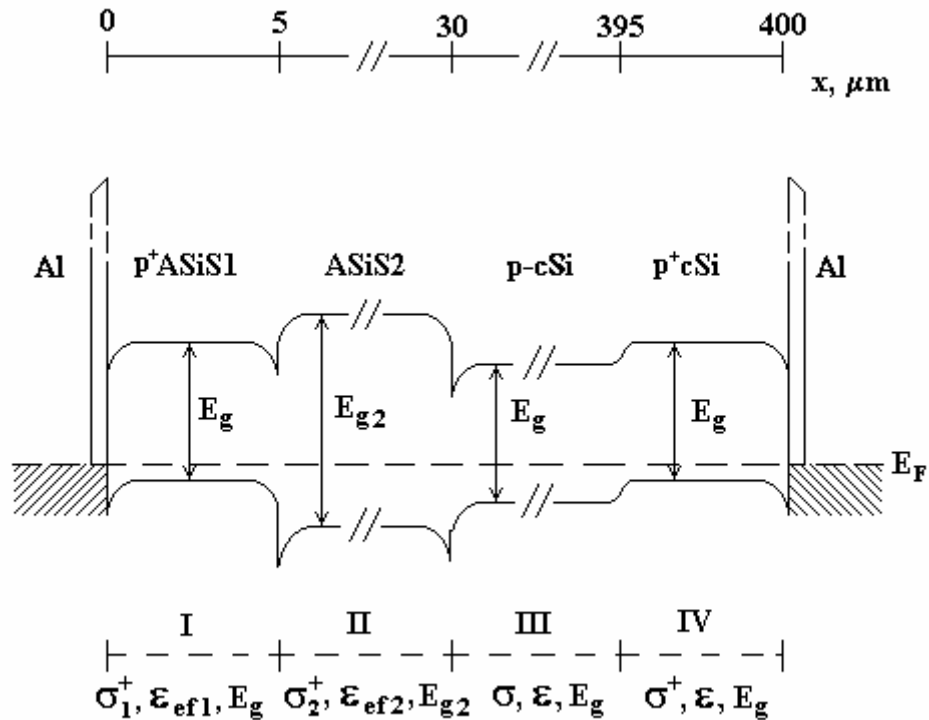 0 5 30 395 400
x, μm
Al p⁺ASiS1 ASiS2 p-cSi p⁺cSi Al
E_g E_g2 E_g E_g
E_F
I II III IV
σ₁⁺, ε_ef1, E_g σ₂⁺, ε_ef2, E_g2 σ, ε, E_g σ⁺, ε, E_g